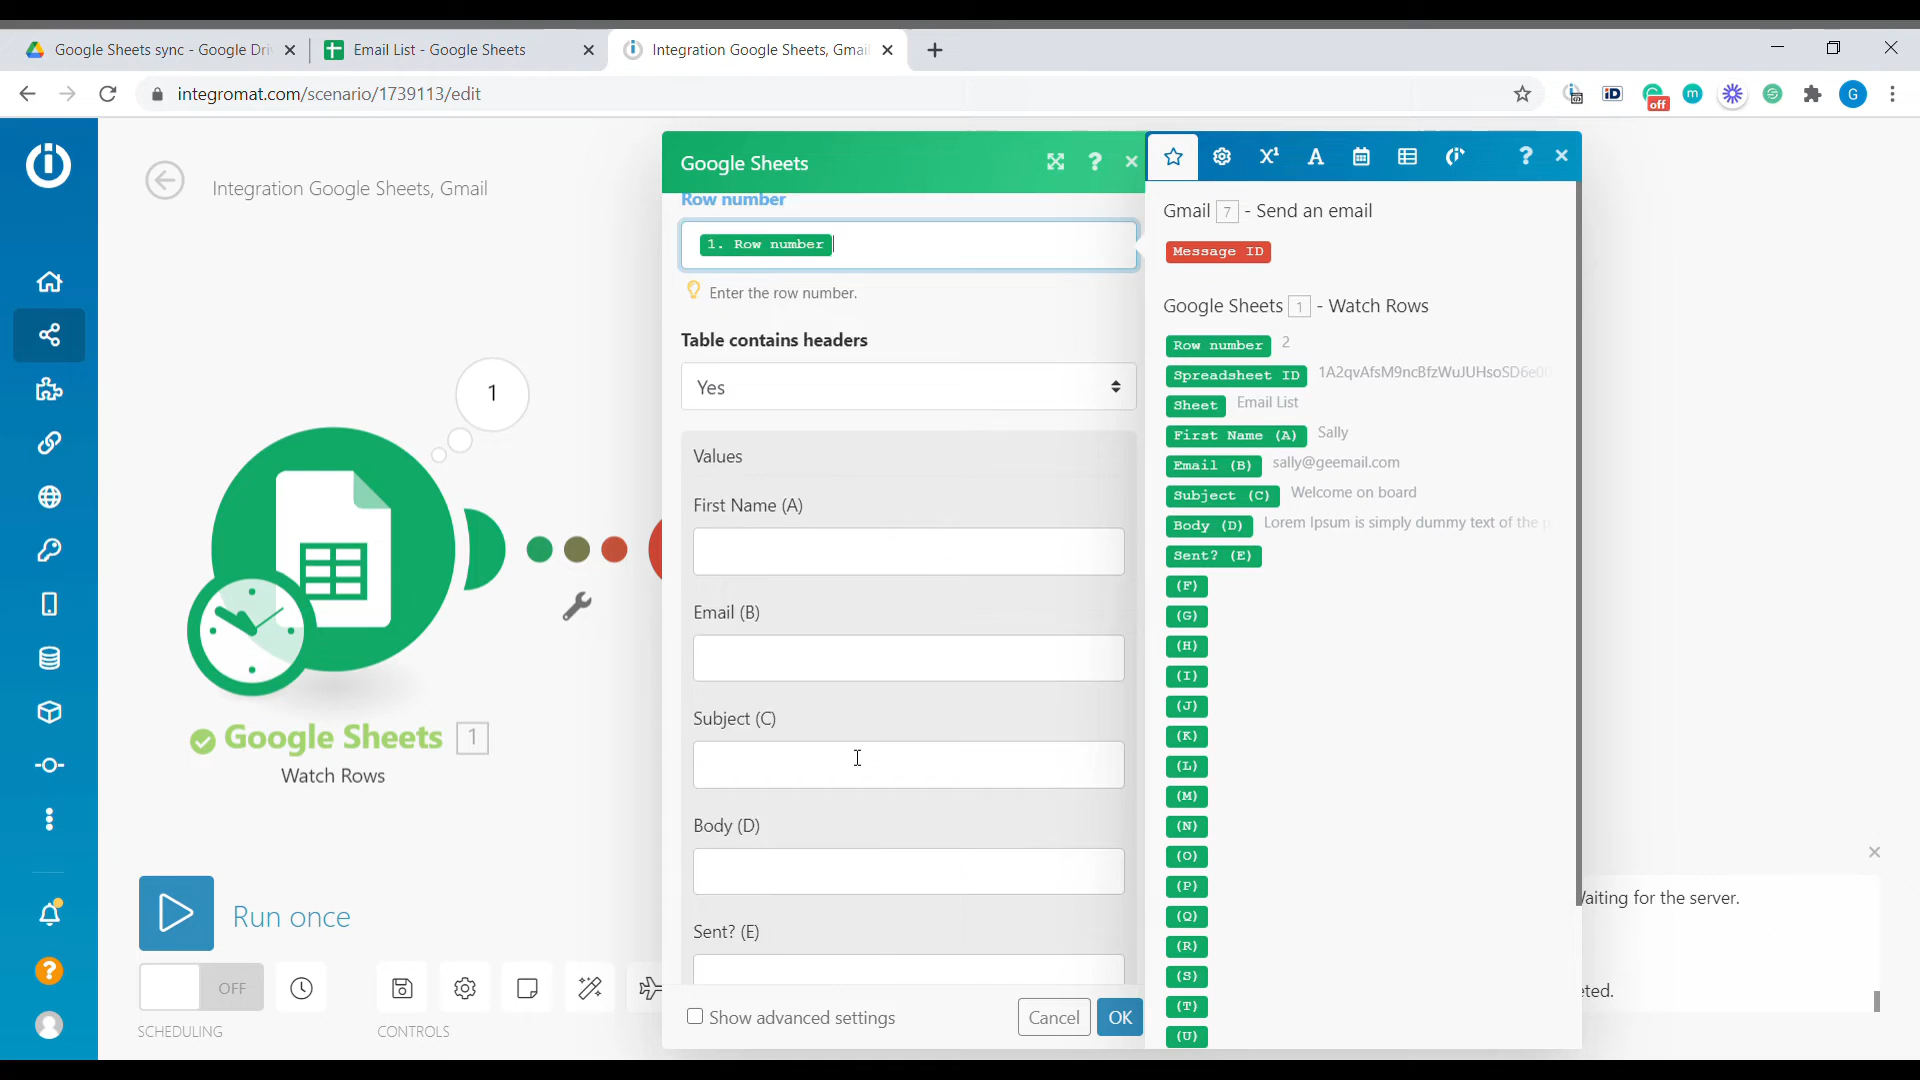 Google Sheets sync - Google Dri
Email List - Google Sheets
Integration Google Sheets, Gmai
integromat.com/scenario/1739113/edit
off
G
Integration Google Sheets, Gmail
1
Google Sheets 1
Watch Rows
Run once
OFF
SCHEDULING
CONTROLS
Google Sheets
Row number
1. Row number
Enter the row number.
Table contains headers
Yes
Values
First Name (A)
Email (B)
Subject (C)
Body (D)
Sent? (E)
Show advanced settings
Cancel
OK
Gmail 7 - Send an email
Message ID
Google Sheets 1 - Watch Rows
Row number 2
Spreadsheet ID
Sheet Email List
First Name (A) Sally
Email (B) sally@geemail.com
Subject (C) Welcome on board
Body (D) Lorem Ipsum is simply dummy text of the
Sent? (E)
(F)
(G)
(H)
(I)
(J)
(K)
(L)
(M)
(N)
(O)
(P)
(Q)
(R)
(S)
(T)
(U)
for the server.